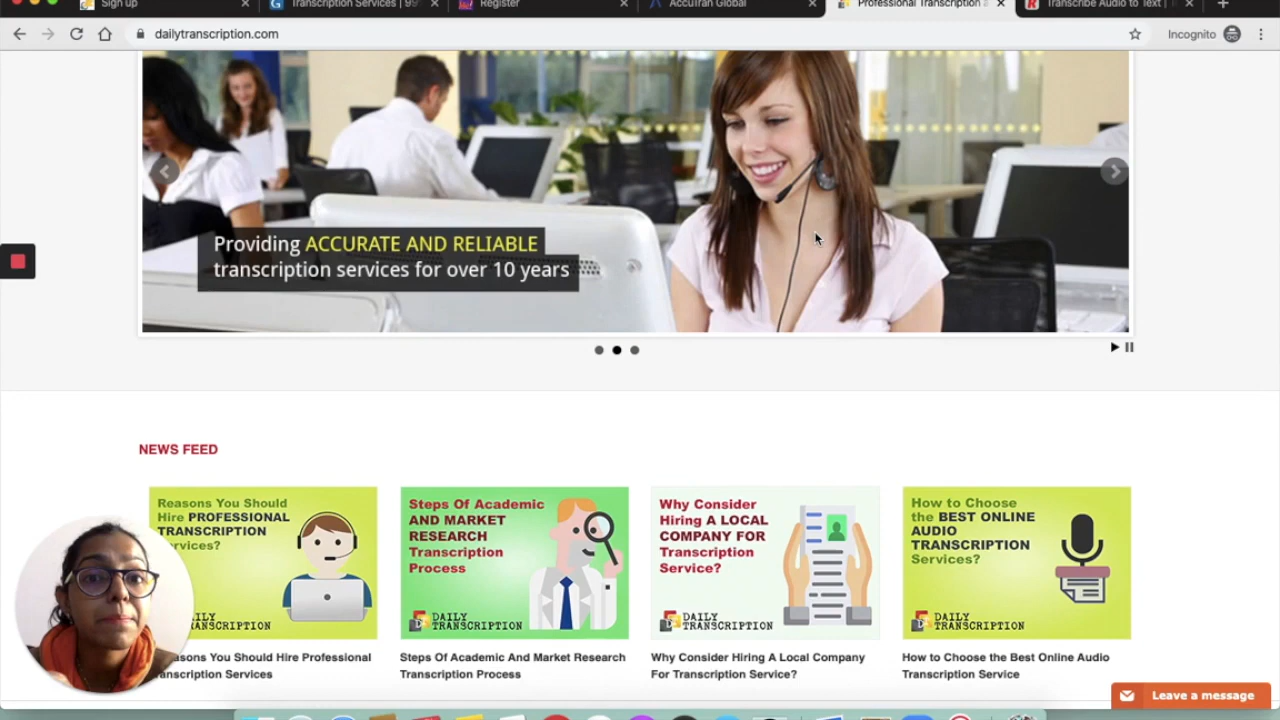 Sign up
Transcription Services | 99
Register
AccuTran Global
Professional Transcription
Transcribe Audio to Text |
dailytranscription.com
Incognito
Providing ACCURATE AND RELIABLE
transcription services for over 10 years
NEWS FEED
Reasons You Should
Hire PROFESSIONAL
TRANSCRIPTION
ervices?
TRANSCRIPTION
Steps Of Academic
AND MARKET
RESEARCH
Transcription
Process
DAILY
TRANSCRIPTION
Why Consider
Hiring A LOCAL
COMPANY FOR
Transcription
Service?
DAILY
TRANSCRIPTION
How to Choose
the BEST ONLINE
AUDIO
TRANSCRIPTION
Services?
DAILY
TRANSCRIPTION
easons You Should Hire Professional
anscription Services
Steps Of Academic And Market Research
Transcription Process
Why Consider Hiring A Local Company
For Transcription Service?
How to Choose the Best Online Audio
Transcription Service
Leave a message